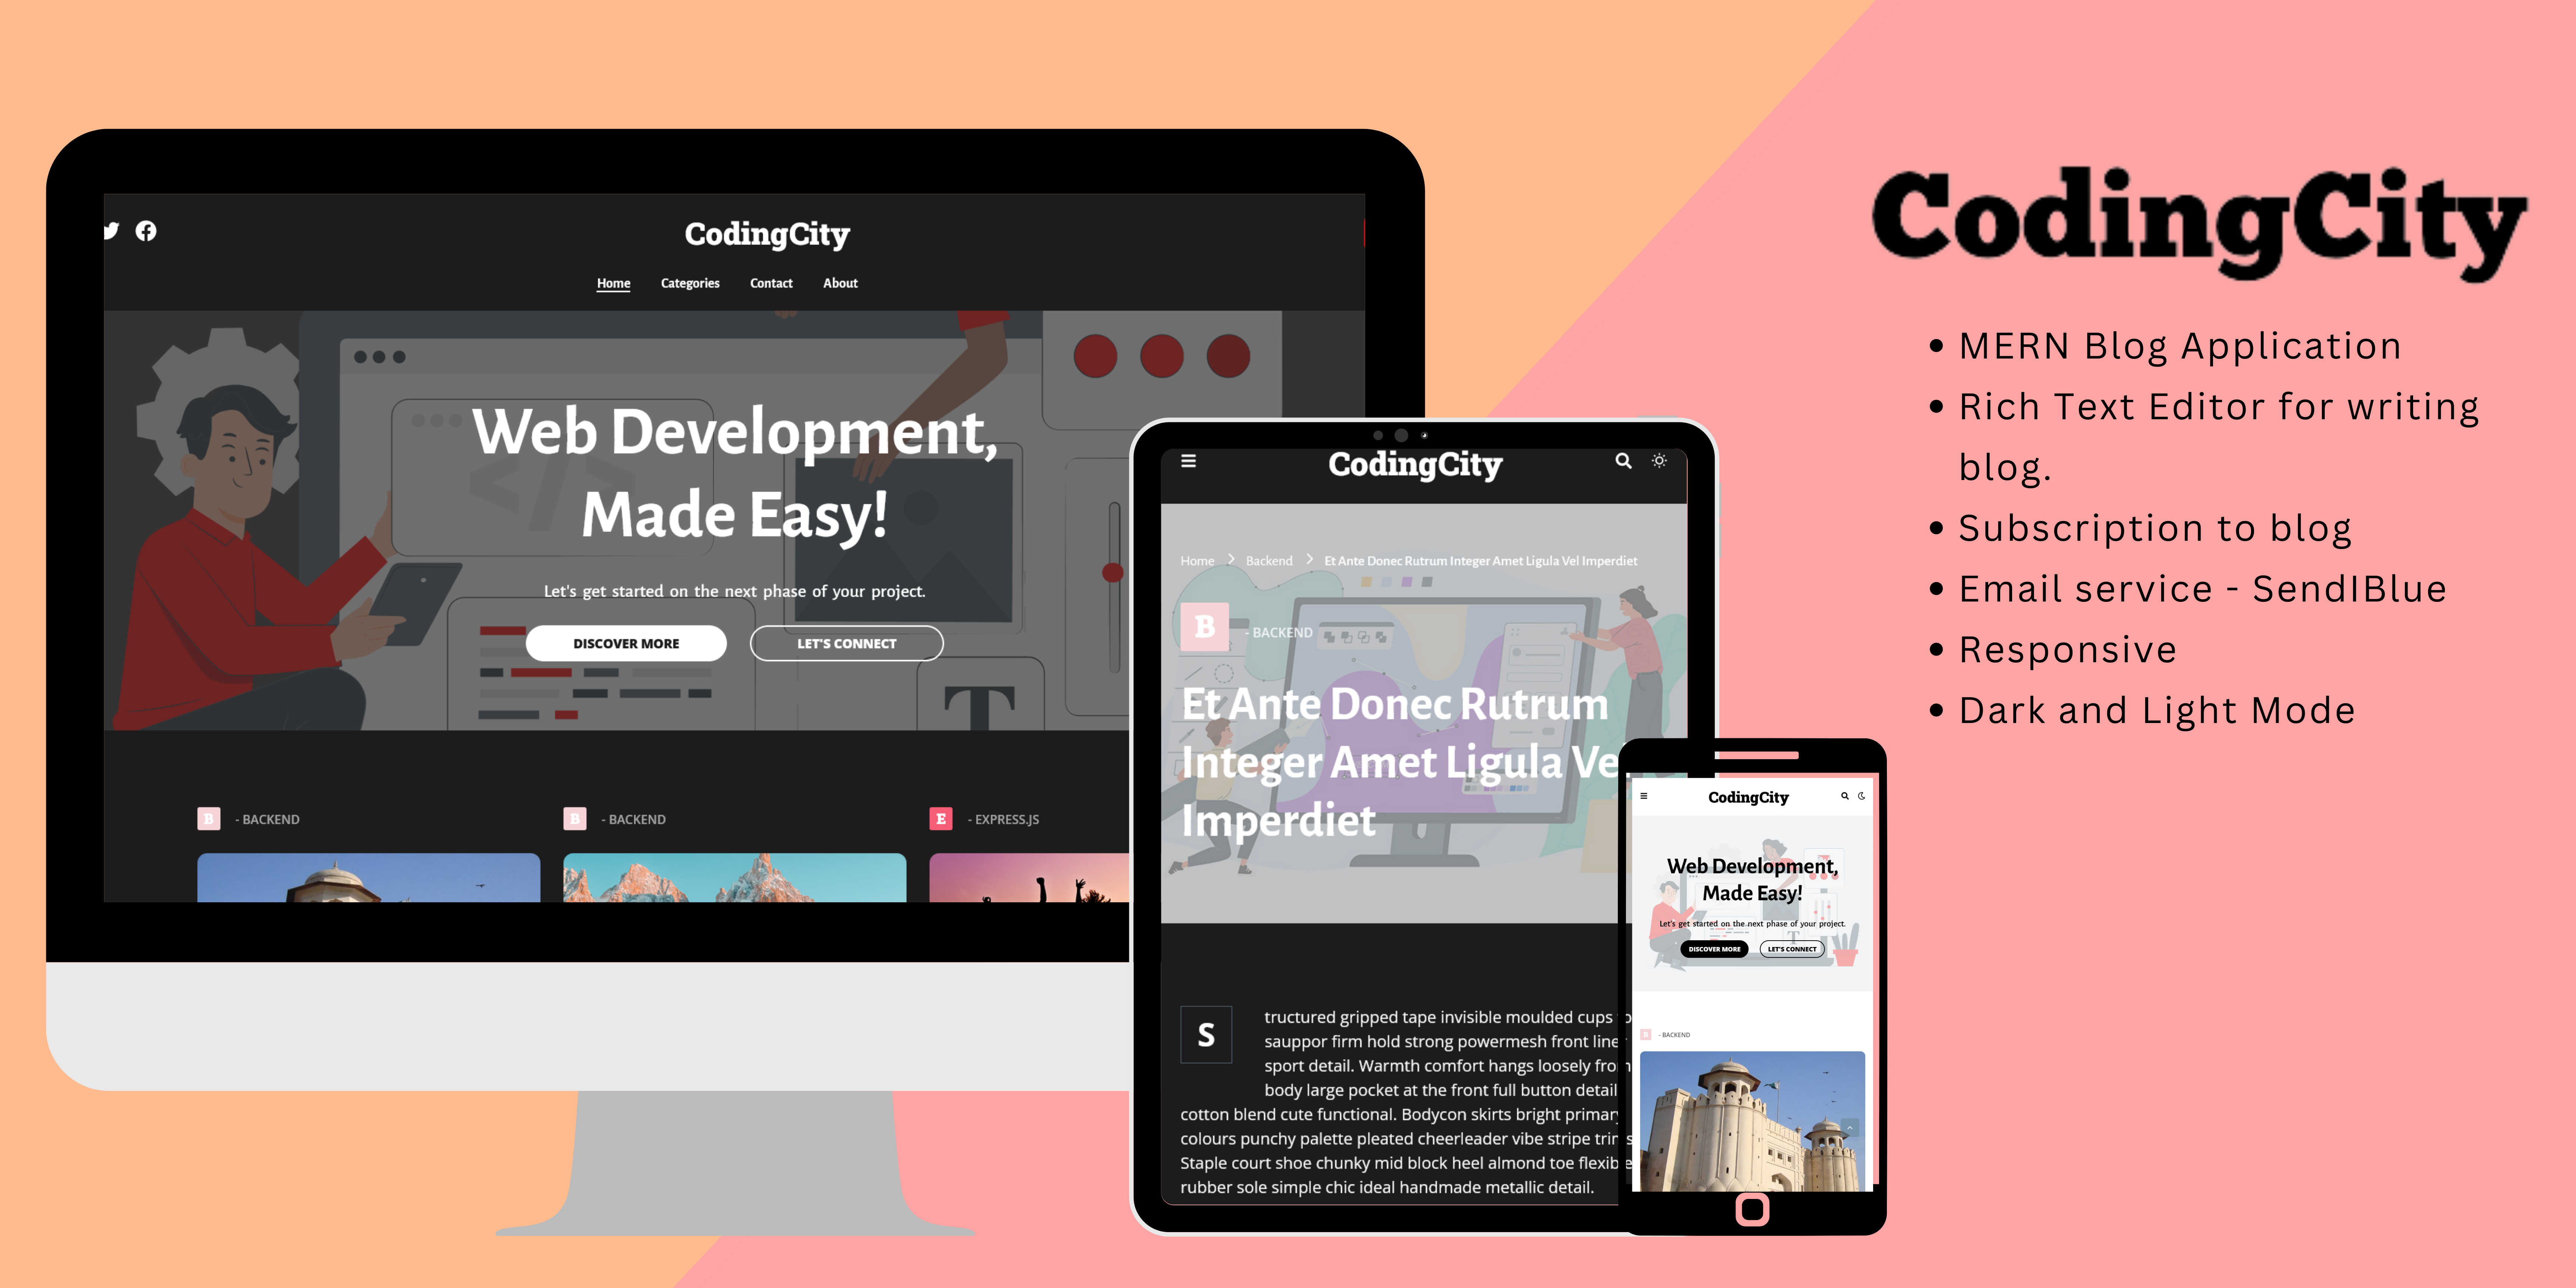 CodingCity
Home Categories Contact About
Web Development,
Made Easy!
Let's get started on the next phase of your project.
DISCOVER MORE LET'S CONNECT
T
B - BACKEND
B - BACKEND
E - EXPRESS.JS
CodingCity
Home > Backend > Et Ante Donec Rutrum Integer Amet Ligula Vel Imperdiet
B - BACKEND
Et Ante Donec Rutrum
Integer Amet Ligula Ve
Imperdiet
S
tructured gripped tape invisible moulded cups
sauppor firm hold strong powermesh front line
sport detail. Warmth comfort hangs loosely from
body large pocket at the front full button detail
cotton blend cute functional. Bodycon skirts bright primary
colours punchy palette pleated cheerleader vibe stripe trims
Staple court shoe chunky mid block heel almond toe flexible
rubber sole simple chic ideal handmade metallic detail.
CodingCity
Web Development,
Made Easy!
Let's get started on the next phase of your project.
T
DISCOVER MORE LET'S CONNECT
B - BACKEND
CodingCity
• MERN Blog Application
• Rich Text Editor for writing
blog.
• Subscription to blog
• Email service - SendIBlue
• Responsive
• Dark and Light Mode